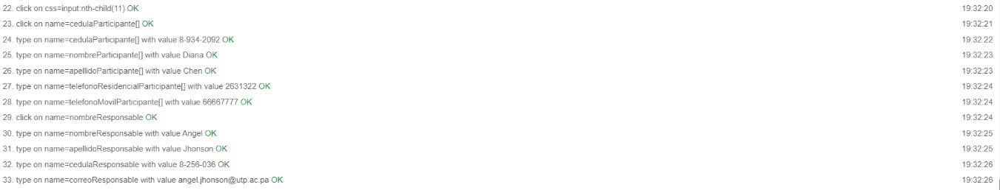 22. click on css=input:nth-child(11) OK 19:32:20
23. click on name=cedulaParticipante[] OK 19:32:21
24. type on name=cedulaParticipante[] with value 8-934-2092 OK 19:32:22
25. type on name=nombreParticipante[] with value Diana OK 19:32:23
26. type on name=apellidoParticipante[] with value Chen OK 19:32:23
27. type on name=telefonoResidencialParticipante[] with value 2631322 OK 19:32:24
28. type on name=telefonoMovilParticipante[] with value 66667777 OK 19:32:24
29. click on name=nombreResponsable OK 19:32:24
30. type on name=nombreResponsable with value Angel OK 19:32:25
31. type on name=apellidoResponsable with value Jhonson OK 19:32:25
32. type on name=cedulaResponsable with value 8-256-036 OK 19:32:26
33. type on name=correoResponsable with value angel.jhonson@utp.ac.pa OK 19:32:26